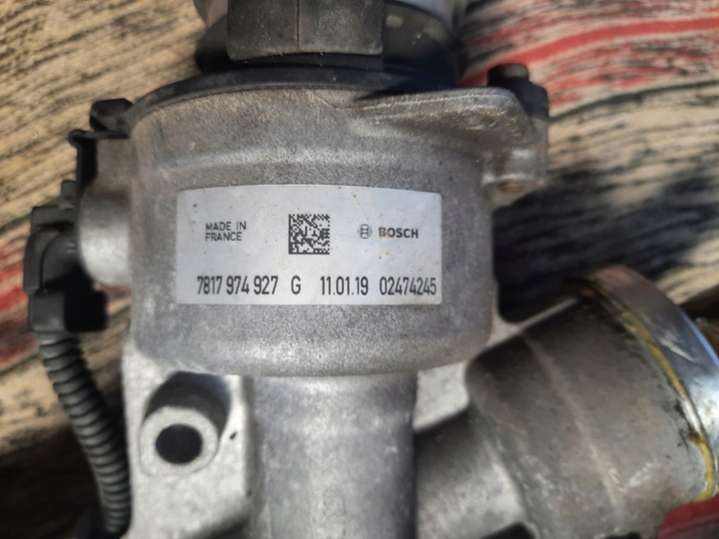 MADE IN
FRANCE
BOSCH
7817 974 927 G 11.01.19 02474245